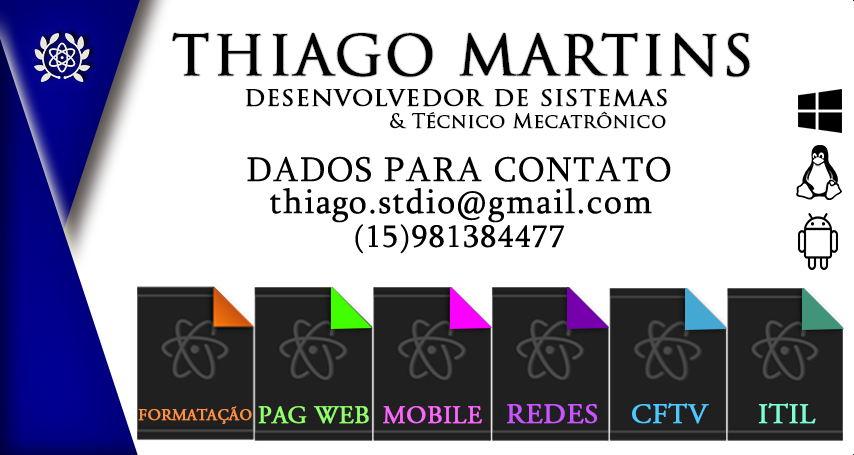 THIAGO MARTINS
DESENVOLVEDOR DE SISTEMAS
& TÉCNICO MECATRÔNICO
DADOS PARA CONTATO
thiago.stdio@gmail.com
(15)981384477
FORMATAÇÃO PAG WEB MOBILE REDES CFTV ITIL